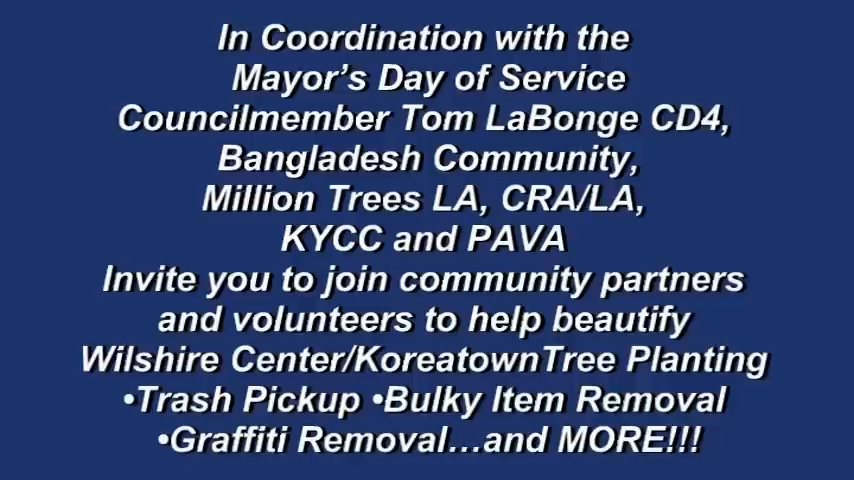 In Coordination with the
Mayor’s Day of Service
Councilmember Tom LaBonge CD4,
Bangladesh Community,
Million Trees LA, CRA/LA,
KYCC and PAVA
Invite you to join community partners
and volunteers to help beautify
Wilshire Center/KoreatownTree Planting
•Trash Pickup •Bulky Item Removal
•Graffiti Removal…and MORE!!!